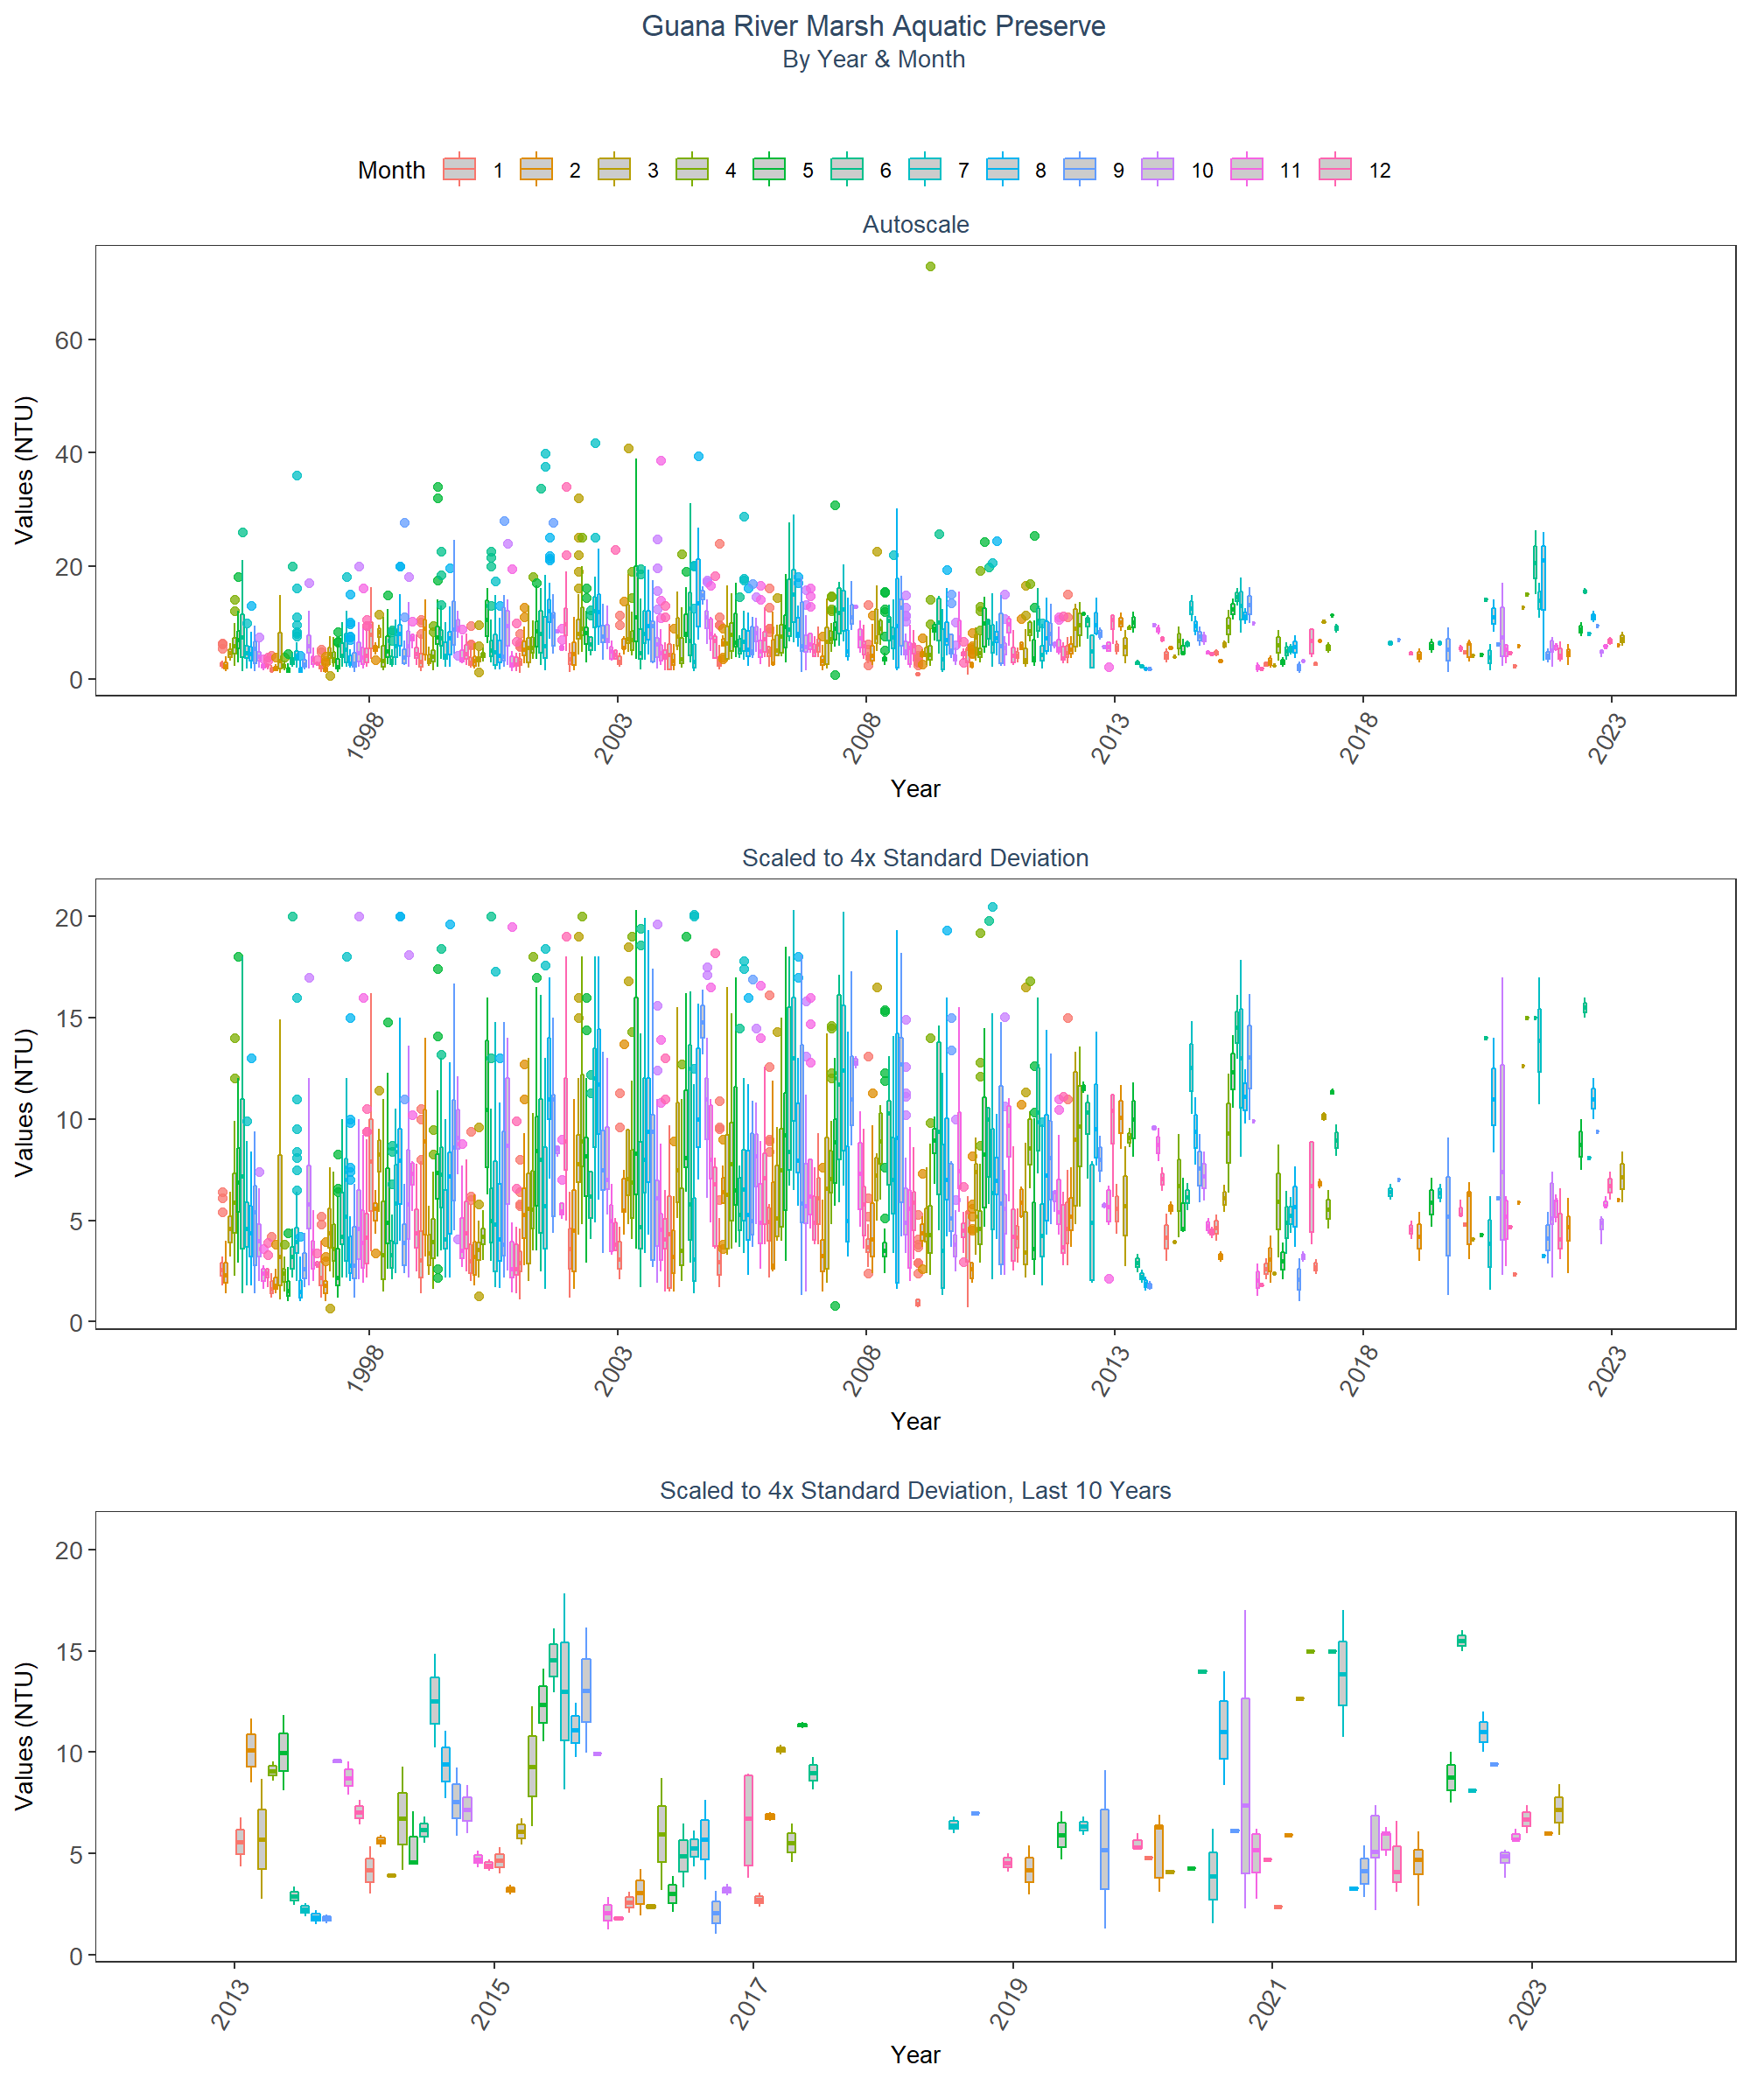 Guana River Marsh Aquatic Preserve
By Year & Month
Month 1 2 3 4 5 6 7 8 9 10 11 12
Autoscale
Values (NTU)
60
40
20
0
1998 2003 2008 2013 2018 2023
Year
Scaled to 4x Standard Deviation
Values (NTU)
20
15
10
5
0
1998 2003 2008 2013 2018 2023
Year
Scaled to 4x Standard Deviation, Last 10 Years
Values (NTU)
20
15
10
5
0
2013 2015 2017 2019 2021 2023
Year